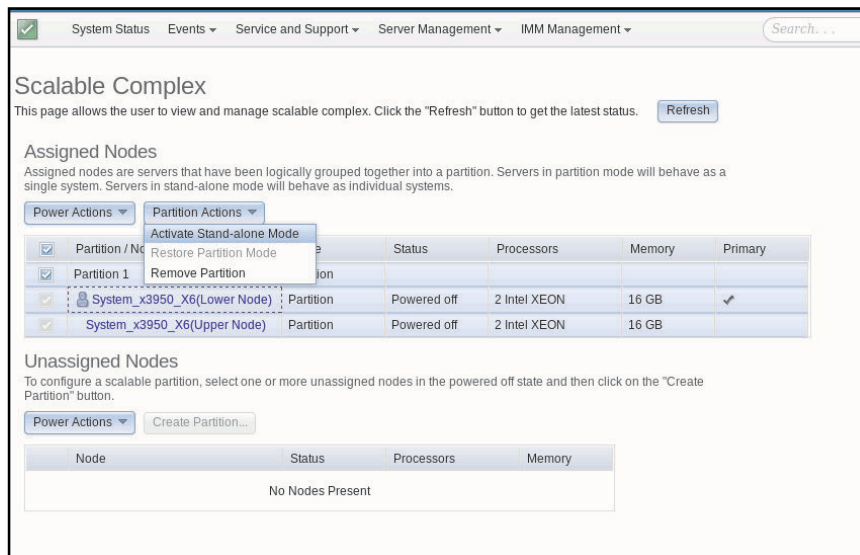 System Status Events Service and Support Server Management IMM Management Search. . .
Scalable Complex
This page allows the user to view and manage scalable complex. Click the "Refresh" button to get the latest status. Refresh
Assigned Nodes
Assigned nodes are servers that have been logically grouped together into a partition. Servers in partition mode will behave as a
single system. Servers in stand-alone mode will behave as individual systems.
Power Actions Partition Actions
Activate Stand-alone Mode
Restore Partition Mode
Remove Partition
Partition / No Status Processors Memory Primary
Partition 1
System_x3950_X6(Lower Node) Partition Powered off 2 Intel XEON 16 GB
System_x3950_X6(Upper Node) Partition Powered off 2 Intel XEON 16 GB
Unassigned Nodes
To configure a scalable partition, select one or more unassigned nodes in the powered off state and then click on the "Create
Partition" button.
Power Actions Create Partition...
Node Status Processors Memory
No Nodes Present